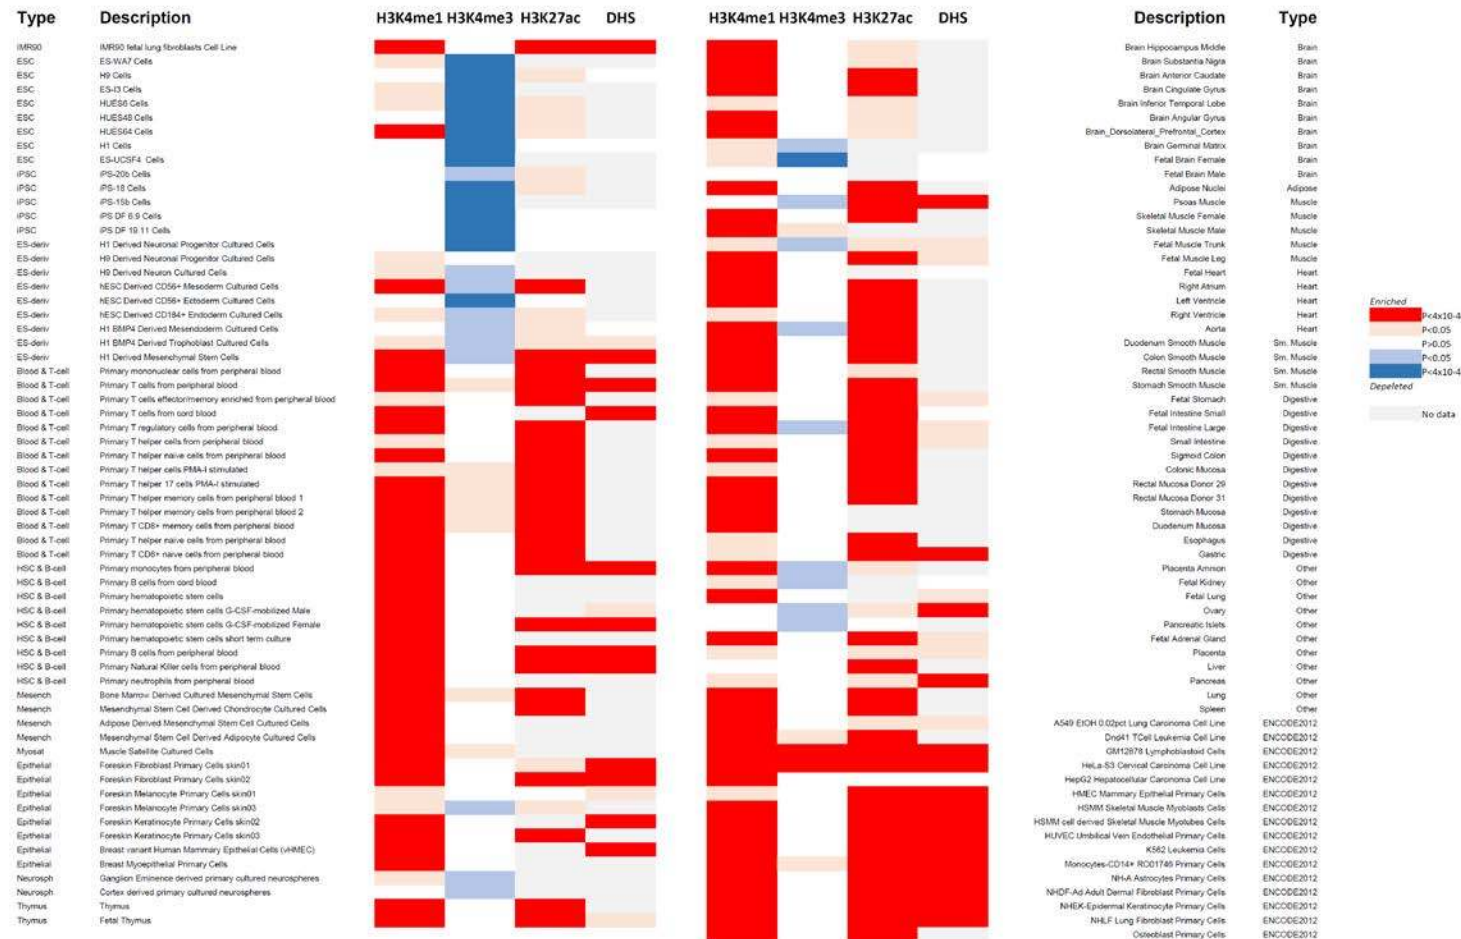 Type Description H3K4me1 H3K4me3 H3K27ac DHS H3K4me1 H3K4me3 H3K27ac DHS Description Type
IMR90 IMR90 fetal lung fibroblasts Cell Line Brain Hippocampus Middle Brain
ESC ES-WA7 Cells Brain Substantia Nigra Brain
ESC H9 Cells Brain Anterior Caudate Brain
ESC ES-I3 Cells Brain Cingulate Gyrus Brain
ESC HUES6 Cells Brain Inferior Temporal Lobe Brain
ESC HUES48 Cells Brain Angular Gyrus Brain
ESC HUES64 Cells Brain_Dorsolateral_Prefrontal_Cortex Brain
ESC H1 Cells Brain Germinal Matrix Brain
ESC ES-UCSF4 Cells Fetal Brain Female Brain
iPSC iPS-20b Cells Fetal Brain Male Brain
iPSC iPS-18 Cells Adipose Nuclei Adipose
iPSC iPS-15b Cells Psoas Muscle Muscle
iPSC iPS DF 6.9 Cells Skeletal Muscle Female Muscle
iPSC iPS DF 19.11 Cells Skeletal Muscle Male Muscle
ES-deriv H1 Derived Neuronal Progenitor Cultured Cells Fetal Muscle Trunk Muscle
ES-deriv H9 Derived Neuronal Progenitor Cultured Cells Fetal Muscle Leg Muscle
ES-deriv H9 Derived Neuron Cultured Cells Fetal Heart Heart
ES-deriv hESC Derived CD56+ Mesoderm Cultured Cells Right Atrium Heart
ES-deriv hESC Derived CD56+ Ectoderm Cultured Cells Left Ventricle Heart
Enriched
ES-deriv hESC Derived CD184+ Endoderm Cultured Cells Right Ventricle Heart P<4x10-4
ES-deriv H1 BMP4 Derived Mesendoderm Cultured Cells Aorta Heart P<0.05
ES-deriv H1 BMP4 Derived Trophoblast Cultured Cells Duodenum Smooth Muscle Sm. Muscle P>0.05
ES-deriv H1 Derived Mesenchymal Stem Cells Colon Smooth Muscle Sm. Muscle P<0.05
Blood & T-cell Primary mononuclear cells from peripheral blood Rectal Smooth Muscle Sm. Muscle P<4x10-4
Blood & T-cell Primary T cells from peripheral blood Stomach Smooth Muscle Sm. Muscle Depeleted
Blood & T-cell Primary T cells effector/memory enriched from peripheral blood Fetal Stomach Digestive
Blood & T-cell Primary T cells from cord blood Fetal Intestine Small Digestive No data
Blood & T-cell Primary T regulatory cells from peripheral blood Fetal Intestine Large Digestive
Blood & T-cell Primary T helper cells from peripheral blood Small Intestine Digestive
Blood & T-cell Primary T helper naive cells from peripheral blood Sigmoid Colon Digestive
Blood & T-cell Primary T helper cells PMA-I stimulated Colonic Mucosa Digestive
Blood & T-cell Primary T helper 17 cells PMA-I stimulated Rectal Mucosa Donor 29 Digestive
Blood & T-cell Primary T helper memory cells from peripheral blood 1 Rectal Mucosa Donor 31 Digestive
Blood & T-cell Primary T helper memory cells from peripheral blood 2 Stomach Mucosa Digestive
Blood & T-cell Primary T CD8+ memory cells from peripheral blood Duodenum Mucosa Digestive
Blood & T-cell Primary T helper naive cells from peripheral blood Esophagus Digestive
Blood & T-cell Primary T CD8+ naive cells from peripheral blood Gastric Digestive
HSC & B-cell Primary monocytes from peripheral blood Placenta Amnion Other
HSC & B-cell Primary B cells from cord blood Fetal Kidney Other
HSC & B-cell Primary hematopoietic stem cells Fetal Lung Other
HSC & B-cell Primary hematopoietic stem cells G-CSF-mobilized Male Ovary Other
HSC & B-cell Primary hematopoietic stem cells G-CSF-mobilized Female Pancreatic Islets Other
HSC & B-cell Primary hematopoietic stem cells short term culture Fetal Adrenal Gland Other
HSC & B-cell Primary B cells from peripheral blood Placenta Other
HSC & B-cell Primary Natural Killer cells from peripheral blood Liver Other
HSC & B-cell Primary neutrophils from peripheral blood Pancreas Other
Mesench Bone Marrow Derived Cultured Mesenchymal Stem Cells Lung Other
Mesench Mesenchymal Stem Cell Derived Chondrocyte Cultured Cells Spleen Other
Mesench Adipose Derived Mesenchymal Stem Cell Cultured Cells A549 EtOH 0.02pct Lung Carcinoma Cell Line ENCODE2012
Mesench Mesenchymal Stem Cell Derived Adipocyte Cultured Cells Dnd41 TCell Leukemia Cell Line ENCODE2012
Myosat Muscle Satellite Cultured Cells GM12878 Lymphoblastoid Cells ENCODE2012
Epithelial Foreskin Fibroblast Primary Cells skin01 HeLa-S3 Cervical Carcinoma Cell Line ENCODE2012
Epithelial Foreskin Fibroblast Primary Cells skin02 HepG2 Hepatocellular Carcinoma Cell Line ENCODE2012
Epithelial Foreskin Melanocyte Primary Cells skin01 HMEC Mammary Epithelial Primary Cells ENCODE2012
Epithelial Foreskin Melanocyte Primary Cells skin03 HSMM Skeletal Muscle Myoblasts Cells ENCODE2012
Epithelial Foreskin Keratinocyte Primary Cells skin02 HSMM cell derived Skeletal Muscle Myotubes Cells ENCODE2012
Epithelial Foreskin Keratinocyte Primary Cells skin03 HUVEC Umbilical Vein Endothelial Primary Cells ENCODE2012
Epithelial Breast variant Human Mammary Epithelial Cells (vHMEC) K562 Leukemia Cells ENCODE2012
Epithelial Breast Myoepithelial Primary Cells Monocytes-CD14+ RO01746 Primary Cells ENCODE2012
Neurosph Ganglion Eminence derived primary cultured neurospheres NH-A Astrocytes Primary Cells ENCODE2012
Neurosph Cortex derived primary cultured neurospheres NHDF-Ad Adult Dermal Fibroblast Primary Cells ENCODE2012
Thymus Thymus NHEK-Epidermal Keratinocyte Primary Cells ENCODE2012
Thymus Fetal Thymus NHLF Lung Fibroblast Primary Cells ENCODE2012
Osteoblast Primary Cells ENCODE2012